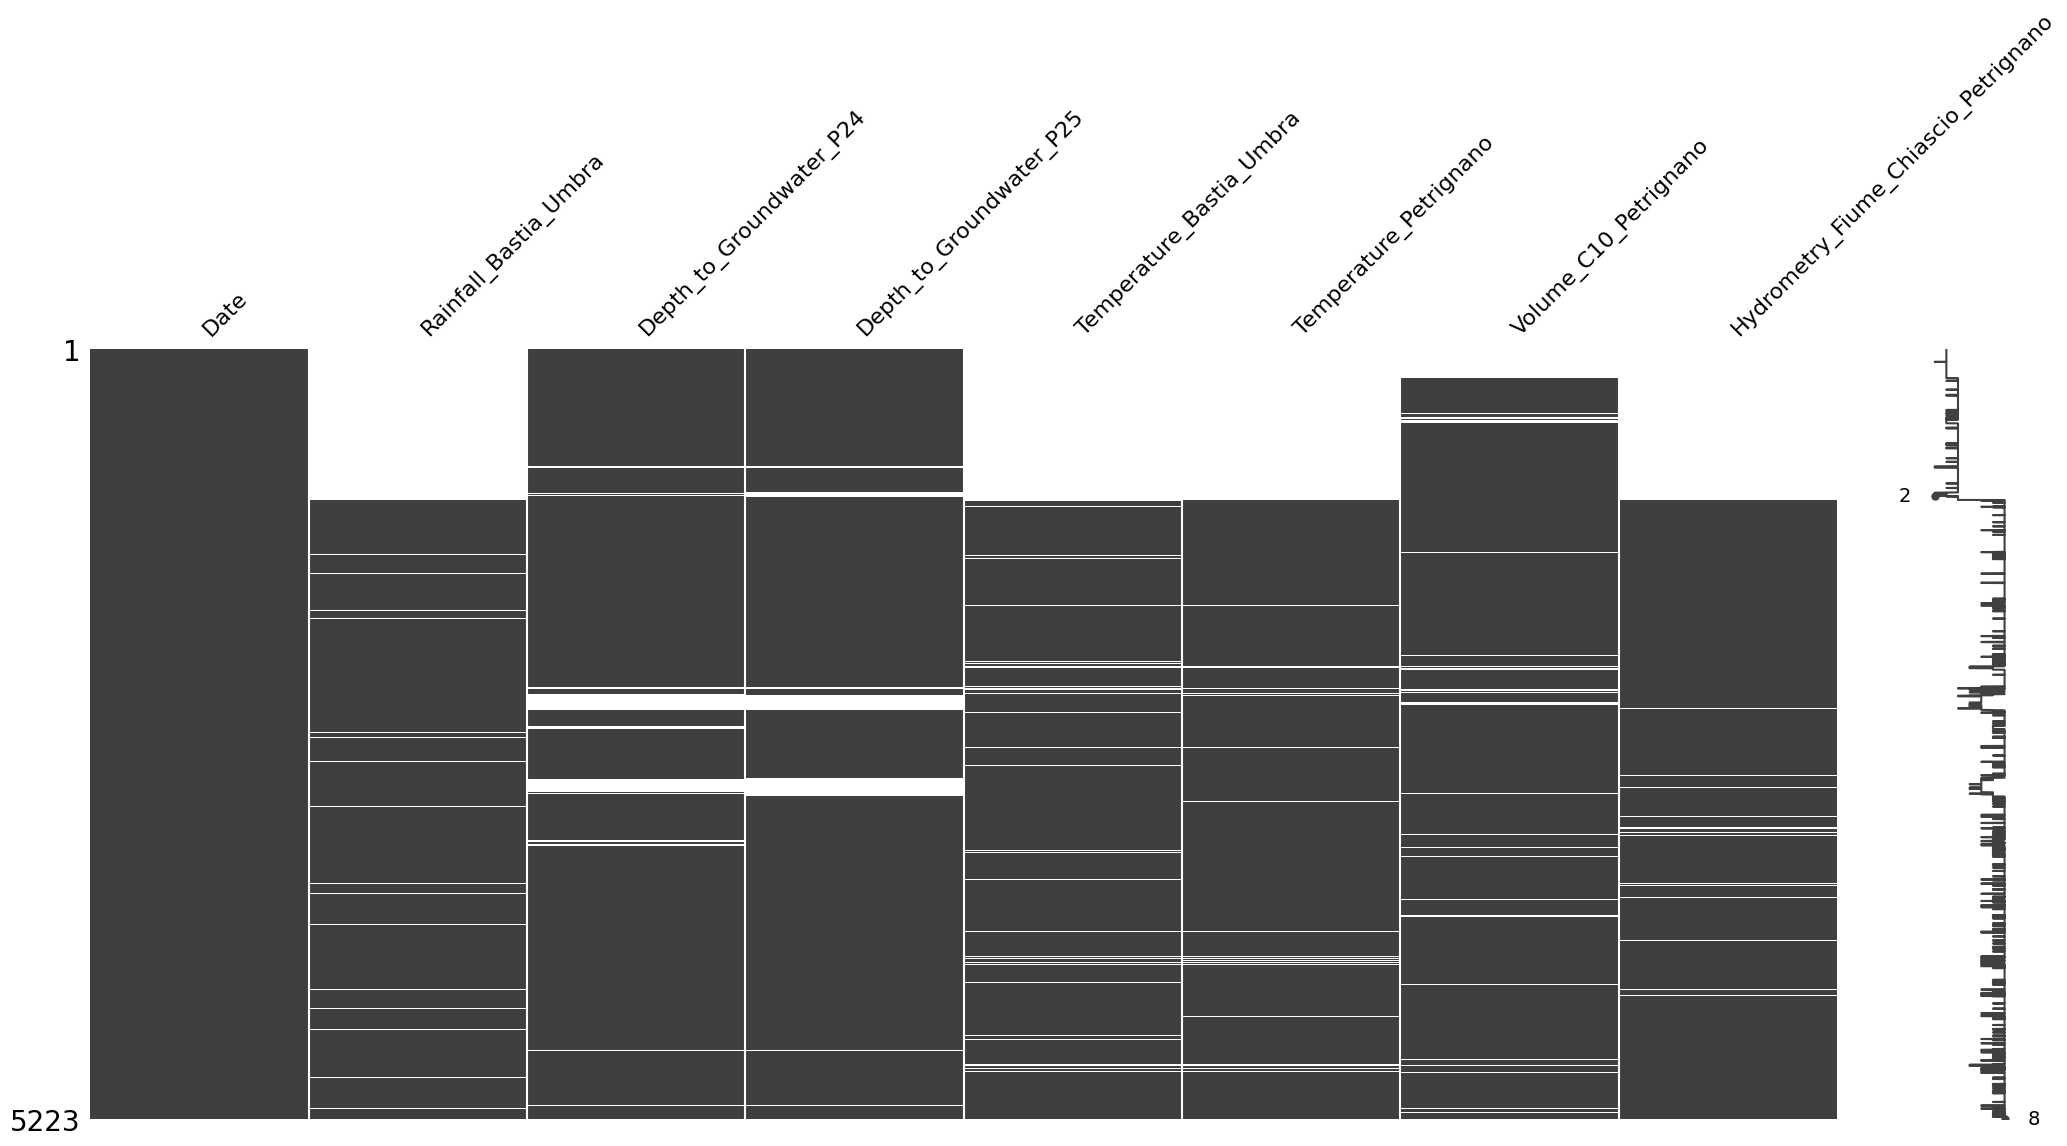 Date
Rainfall_Bastia_Umbra
Depth_to_Groundwater_P24
Depth_to_Groundwater_P25
Temperature_Bastia_Umbra
Temperature_Petrignano
Volume_C10_Petrignano
Hydrometry_Fiume_Chiascio_Petrignano
1
2
5223
8